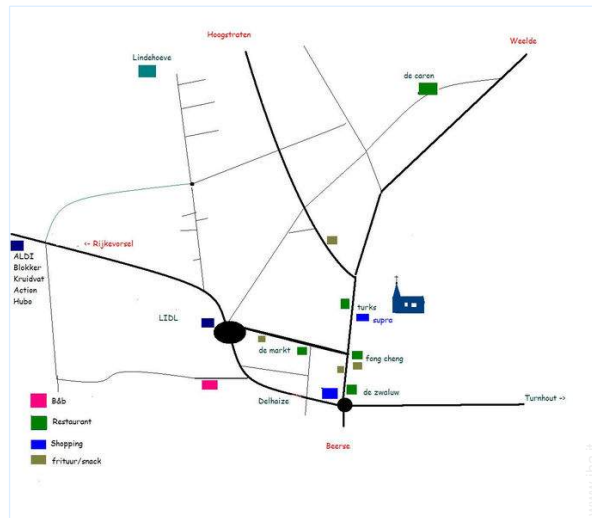 Hoogstraten
Weelde
Lindehoeve
de caron
<- Rijkevorsel
ALDI
Blokker
Kruidvat
Action
Hubo
turks
supra
LIDL
de markt
fong cheng
de zwaluw
Delhaize
Turnhout ->
Beerse
B&b
Restaurant
Shopping
frituur/snack